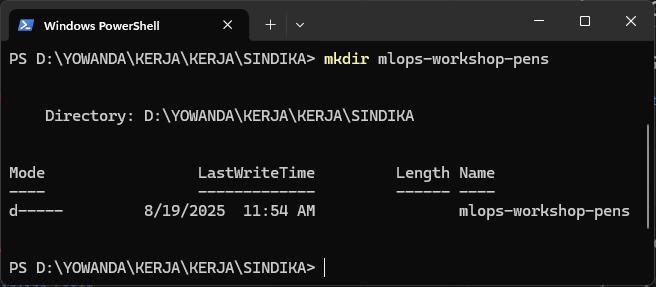 Windows PowerShell
PS D:\YOWANDA\KERJA\KERJA\SINDIKA> mkdir mlops-workshop-pens
Directory: D:\YOWANDA\KERJA\KERJA\SINDIKA
Mode LastWriteTime Length Name
---- ------------- ------ ----
d----- 8/19/2025 11:54 AM mlops-workshop-pens
PS D:\YOWANDA\KERJA\KERJA\SINDIKA>